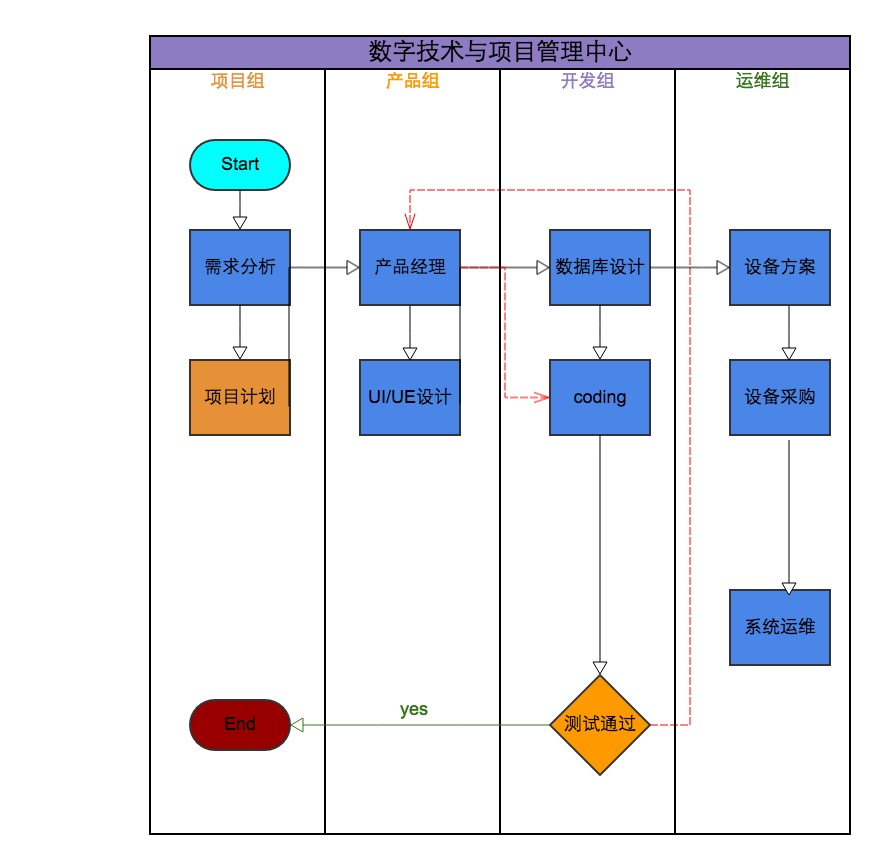 数字技术与项目管理中心
项目组
产品组
开发组
运维组
Start
需求分析
产品经理
数据库设计
设备方案
项目计划
UI/UE设计
coding
设备采购
系统运维
yes
End
测试通过